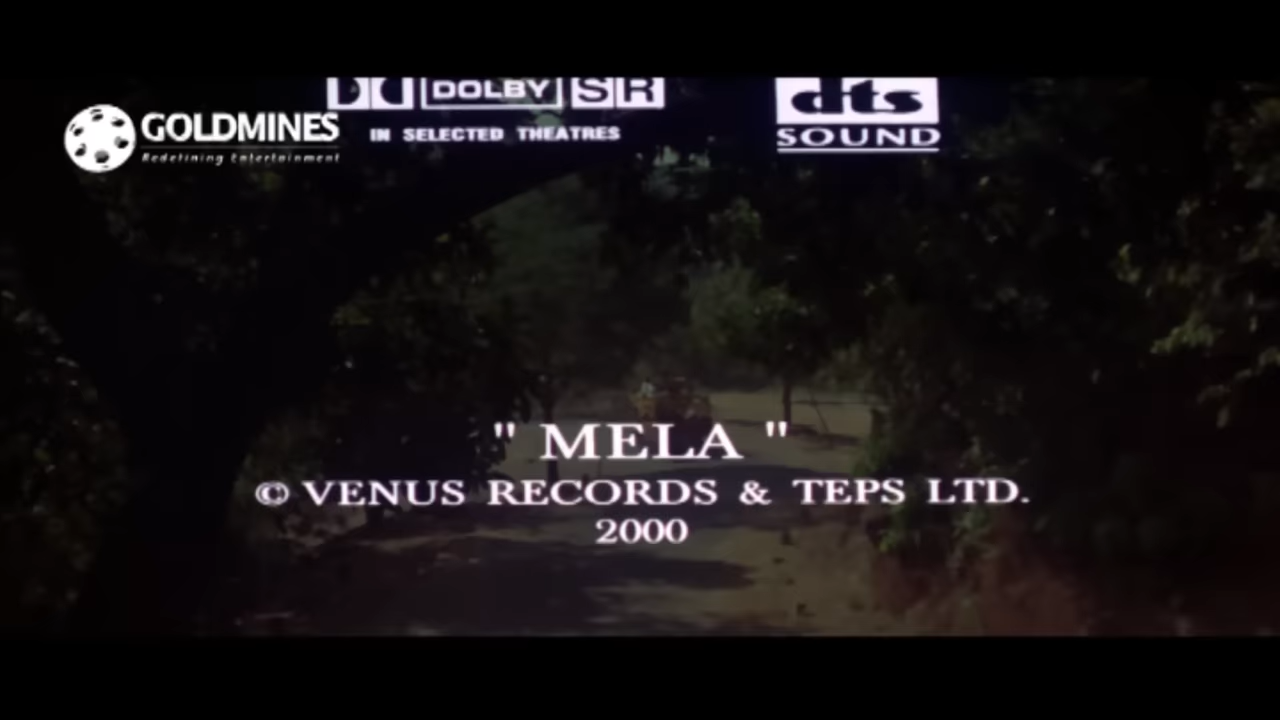 DOLBY SR
dts
GOLDMINES
IN SELECTED THEATRES
SOUND
Redefining Entertainment
" MELA "
© VENUS RECORDS & TEPS LTD.
2000